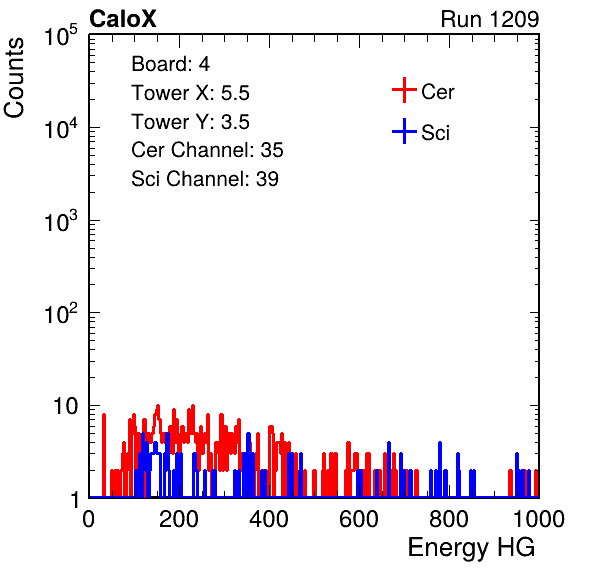 CaloX Run 1209
Board: 4
Tower X: 5.5
Tower Y: 3.5
Cer Channel: 35
Sci Channel: 39
Cer
Sci
Counts
10^5
10^4
10^3
10^2
10
1
0 200 400 600 800 1000
Energy HG